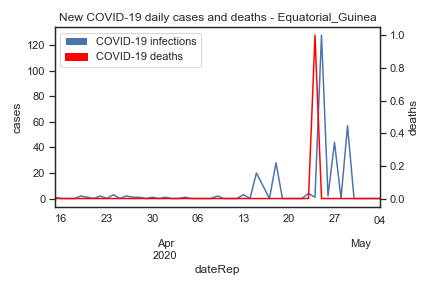 New COVID-19 daily cases and deaths - Equatorial_Guinea
COVID-19 infections
COVID-19 deaths
cases
120
100
80
60
40
20
0
deaths
1.0
0.8
0.6
0.4
0.2
0.0
16 23 30 06 13 20 27 04
Apr May
2020
dateRep